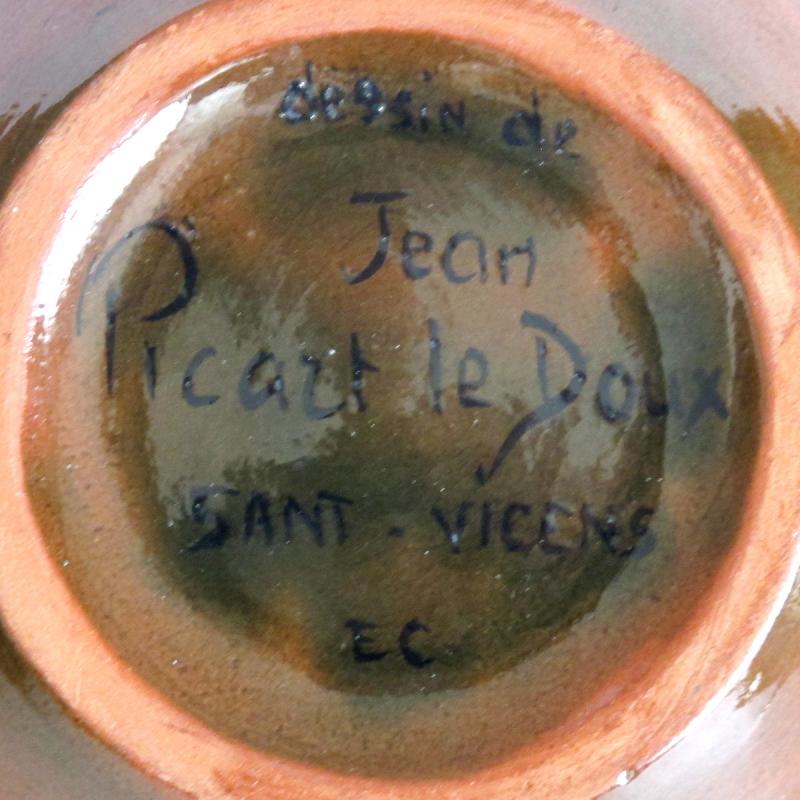 dessin de
Jean
Picart le Doux
SANT-VICENS
EC